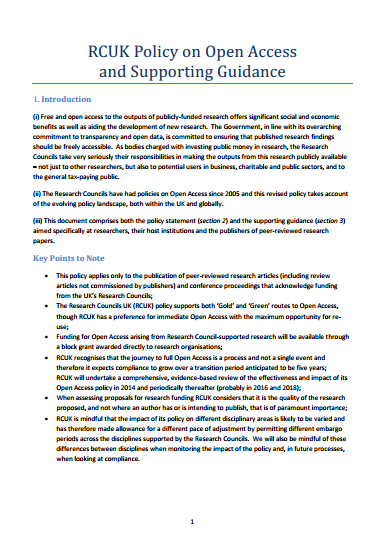 RCUK Policy on Open Access
and Supporting Guidance
1. Introduction
(i) Free and open access to the outputs of publicly-funded research offers significant social and economic
benefits as well as aiding the development of new research. The Government, in line with its overarching
commitment to transparency and open data, is committed to ensuring that published research findings
should be freely accessible. As bodies charged with investing public money in research, the Research
Councils take very seriously their responsibilities in making the outputs from this research publicly available
– not just to other researchers, but also to potential users in business, charitable and public sectors, and to
the general tax-paying public.
(ii) The Research Councils have had policies on Open Access since 2005 and this revised policy takes account
of the evolving policy landscape, both within the UK and globally.
(iii) This document comprises both the policy statement (section 2) and the supporting guidance (section 3)
aimed specifically at researchers, their host institutions and the publishers of peer-reviewed research
papers.
Key Points to Note
• This policy applies only to the publication of peer-reviewed research articles (including review
articles not commissioned by publishers) and conference proceedings that acknowledge funding
from the UK's Research Councils;
• The Research Councils UK (RCUK) policy supports both 'Gold' and 'Green' routes to Open Access,
though RCUK has a preference for immediate Open Access with the maximum opportunity for re-
use;
• Funding for Open Access arising from Research Council-supported research will be available through
a block grant awarded directly to research organisations;
• RCUK recognises that the journey to full Open Access is a process and not a single event and
therefore it expects compliance to grow over a transition period anticipated to be five years;
RCUK will undertake a comprehensive, evidence-based review of the effectiveness and impact of its
Open Access policy in 2014 and periodically thereafter (probably in 2016 and 2018);
• When assessing proposals for research funding RCUK considers that it is the quality of the research
proposed, and not where an author has or is intending to publish, that is of paramount importance;
• RCUK is mindful that the impact of its policy on different disciplinary areas is likely to be varied and
has therefore made allowance for a different pace of adjustment by permitting different embargo
periods across the disciplines supported by the Research Councils. We will also be mindful of these
differences between disciplines when monitoring the impact of the policy and, in future processes,
when looking at compliance.
1